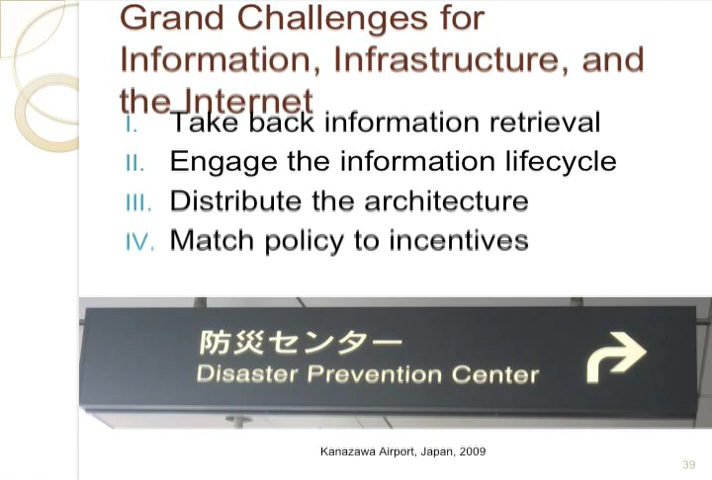 Grand Challenges for
Information, Infrastructure, and
the Internet
I. Take back information retrieval
II. Engage the information lifecycle
III. Distribute the architecture
IV. Match policy to incentives
防災センター
Disaster Prevention Center
Kanazawa Airport, Japan, 2009
39